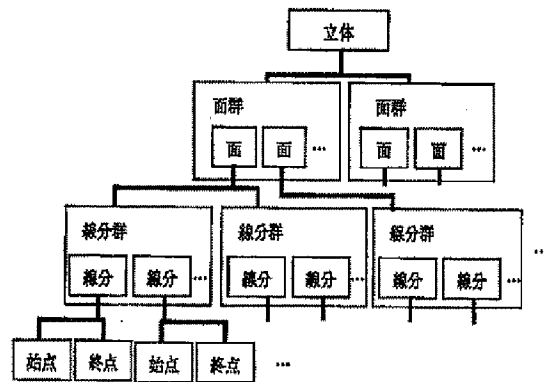 立体
面群 面群
面 面 … 面 面 …
線分群 線分群 線分群
線分 線分 … 線分 線分 … 線分 線分 … …
始点 終点 始点 終点 …